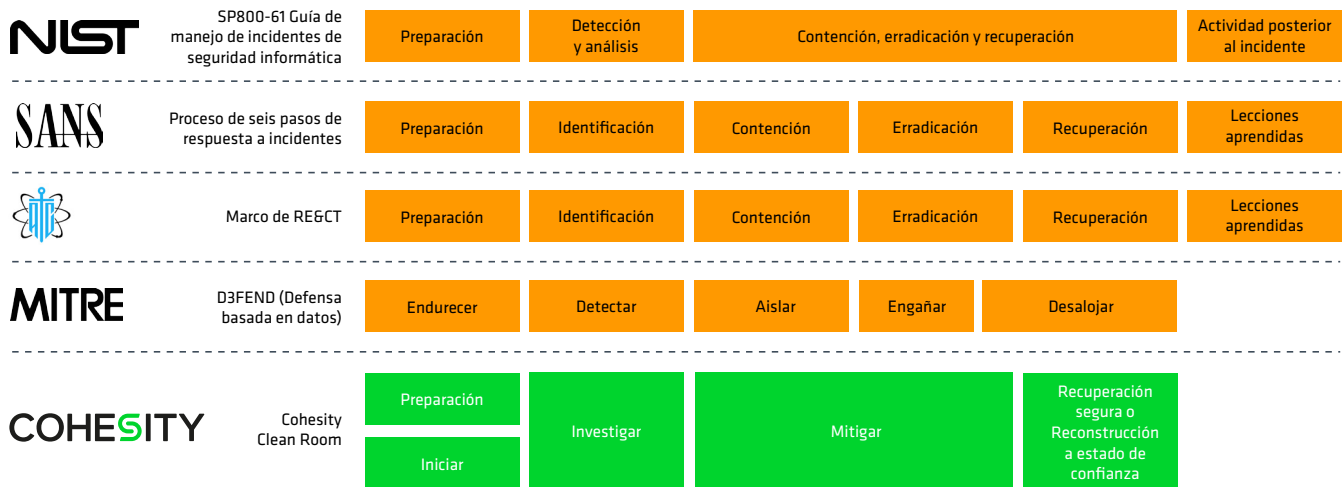 NIST
SP800-61 Guía de
manejo de incidentes de
seguridad informática
Preparación
Detección
y análisis
Contención, erradicación y recuperación
Actividad posterior
al incidente
SANS
Proceso de seis pasos de
respuesta a incidentes
Preparación
Identificación
Contención
Erradicación
Recuperación
Lecciones
aprendidas
Marco de RE&CT
Preparación
Identificación
Contención
Erradicación
Recuperación
Lecciones
aprendidas
MITRE
D3FEND (Defensa
basada en datos)
Endurecer
Detectar
Aislar
Engañar
Desalojar
COHESITY
Cohesity
Clean Room
Preparación
Iniciar
Investigar
Mitigar
Recuperación
segura o
Reconstrucción
a estado de
confianza